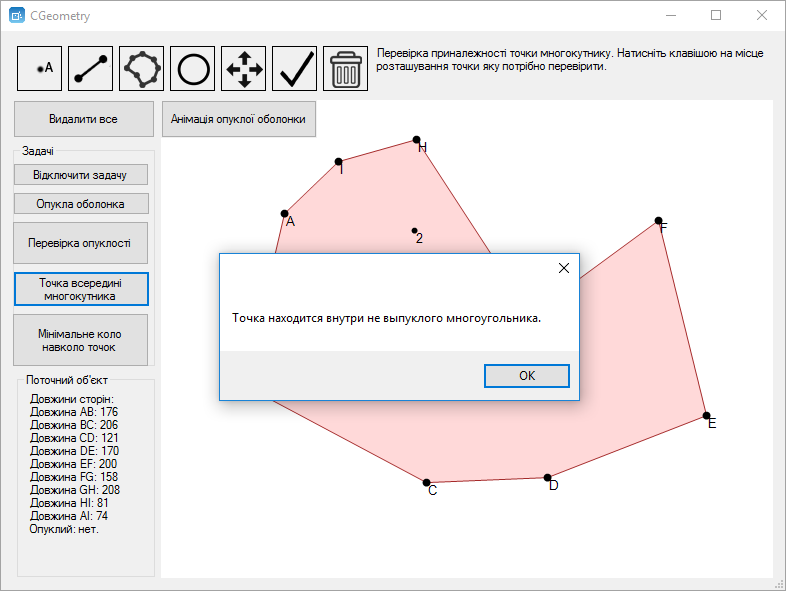 CGeometry
A
Перевірка приналежності точки многокутнику. Натисніть клавішою на місце
розташування точки яку потрібно перевірити.
Видалити все
Анімація опуклої оболонки
Задачі
Відключити задачу
Опукла оболонка
Перевірка опуклості
Точка всередині
многокутника
Мінімальне коло
навколо точок
Поточний об'єкт
Довжини сторін:
Довжина AB: 176
Довжина BC: 206
Довжина CD: 121
Довжина DE: 170
Довжина EF: 200
Довжина FG: 158
Довжина GH: 208
Довжина HI: 81
Довжина AI: 74
Опуклий: нет.
H
I
A
F
2
Точка находится внутри не выпуклого многоугольника.
OK
E
C
D